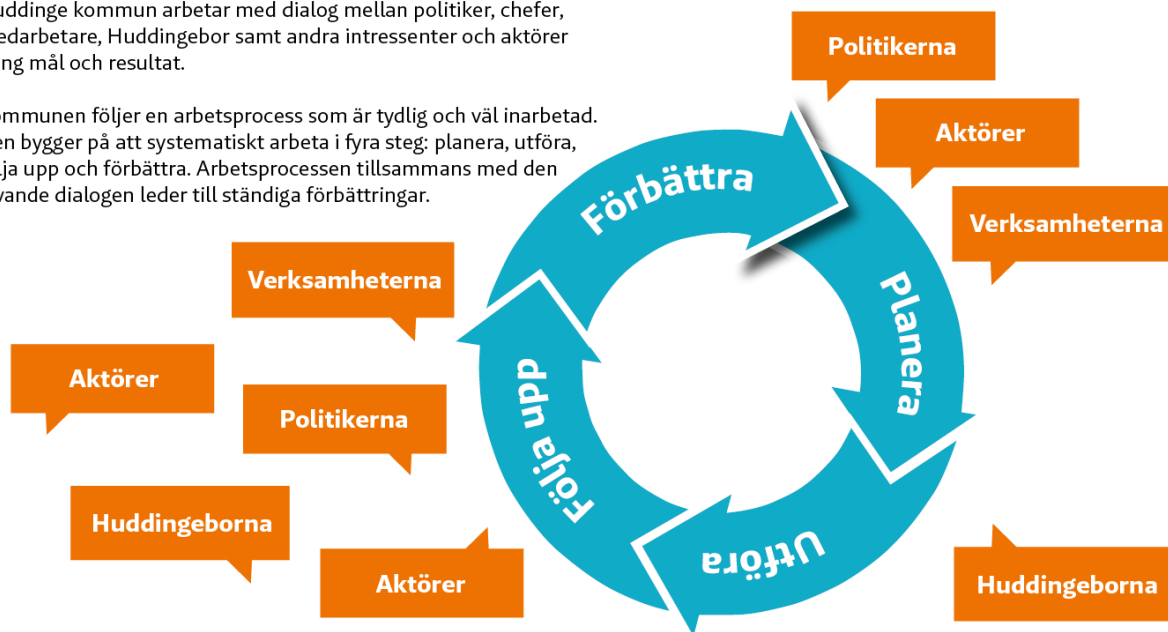 uddinge kommun arbetar med dialog mellan politiker, chefer,
edarbetare, Huddingebor samt andra intressenter och aktörer
ng mål och resultat.
ommunen följer en arbetsprocess som är tydlig och väl inarbetad.
en bygger på att systematiskt arbeta i fyra steg: planera, utföra,
lja upp och förbättra. Arbetsprocessen tillsammans med den
vande dialogen leder till ständiga förbättringar.
Politikerna
Aktörer
Verksamheterna
Förbättra
Planera
Utföra
Följa upp
Verksamheterna
Aktörer
Politikerna
Huddingeborna
Aktörer
Huddingeborna